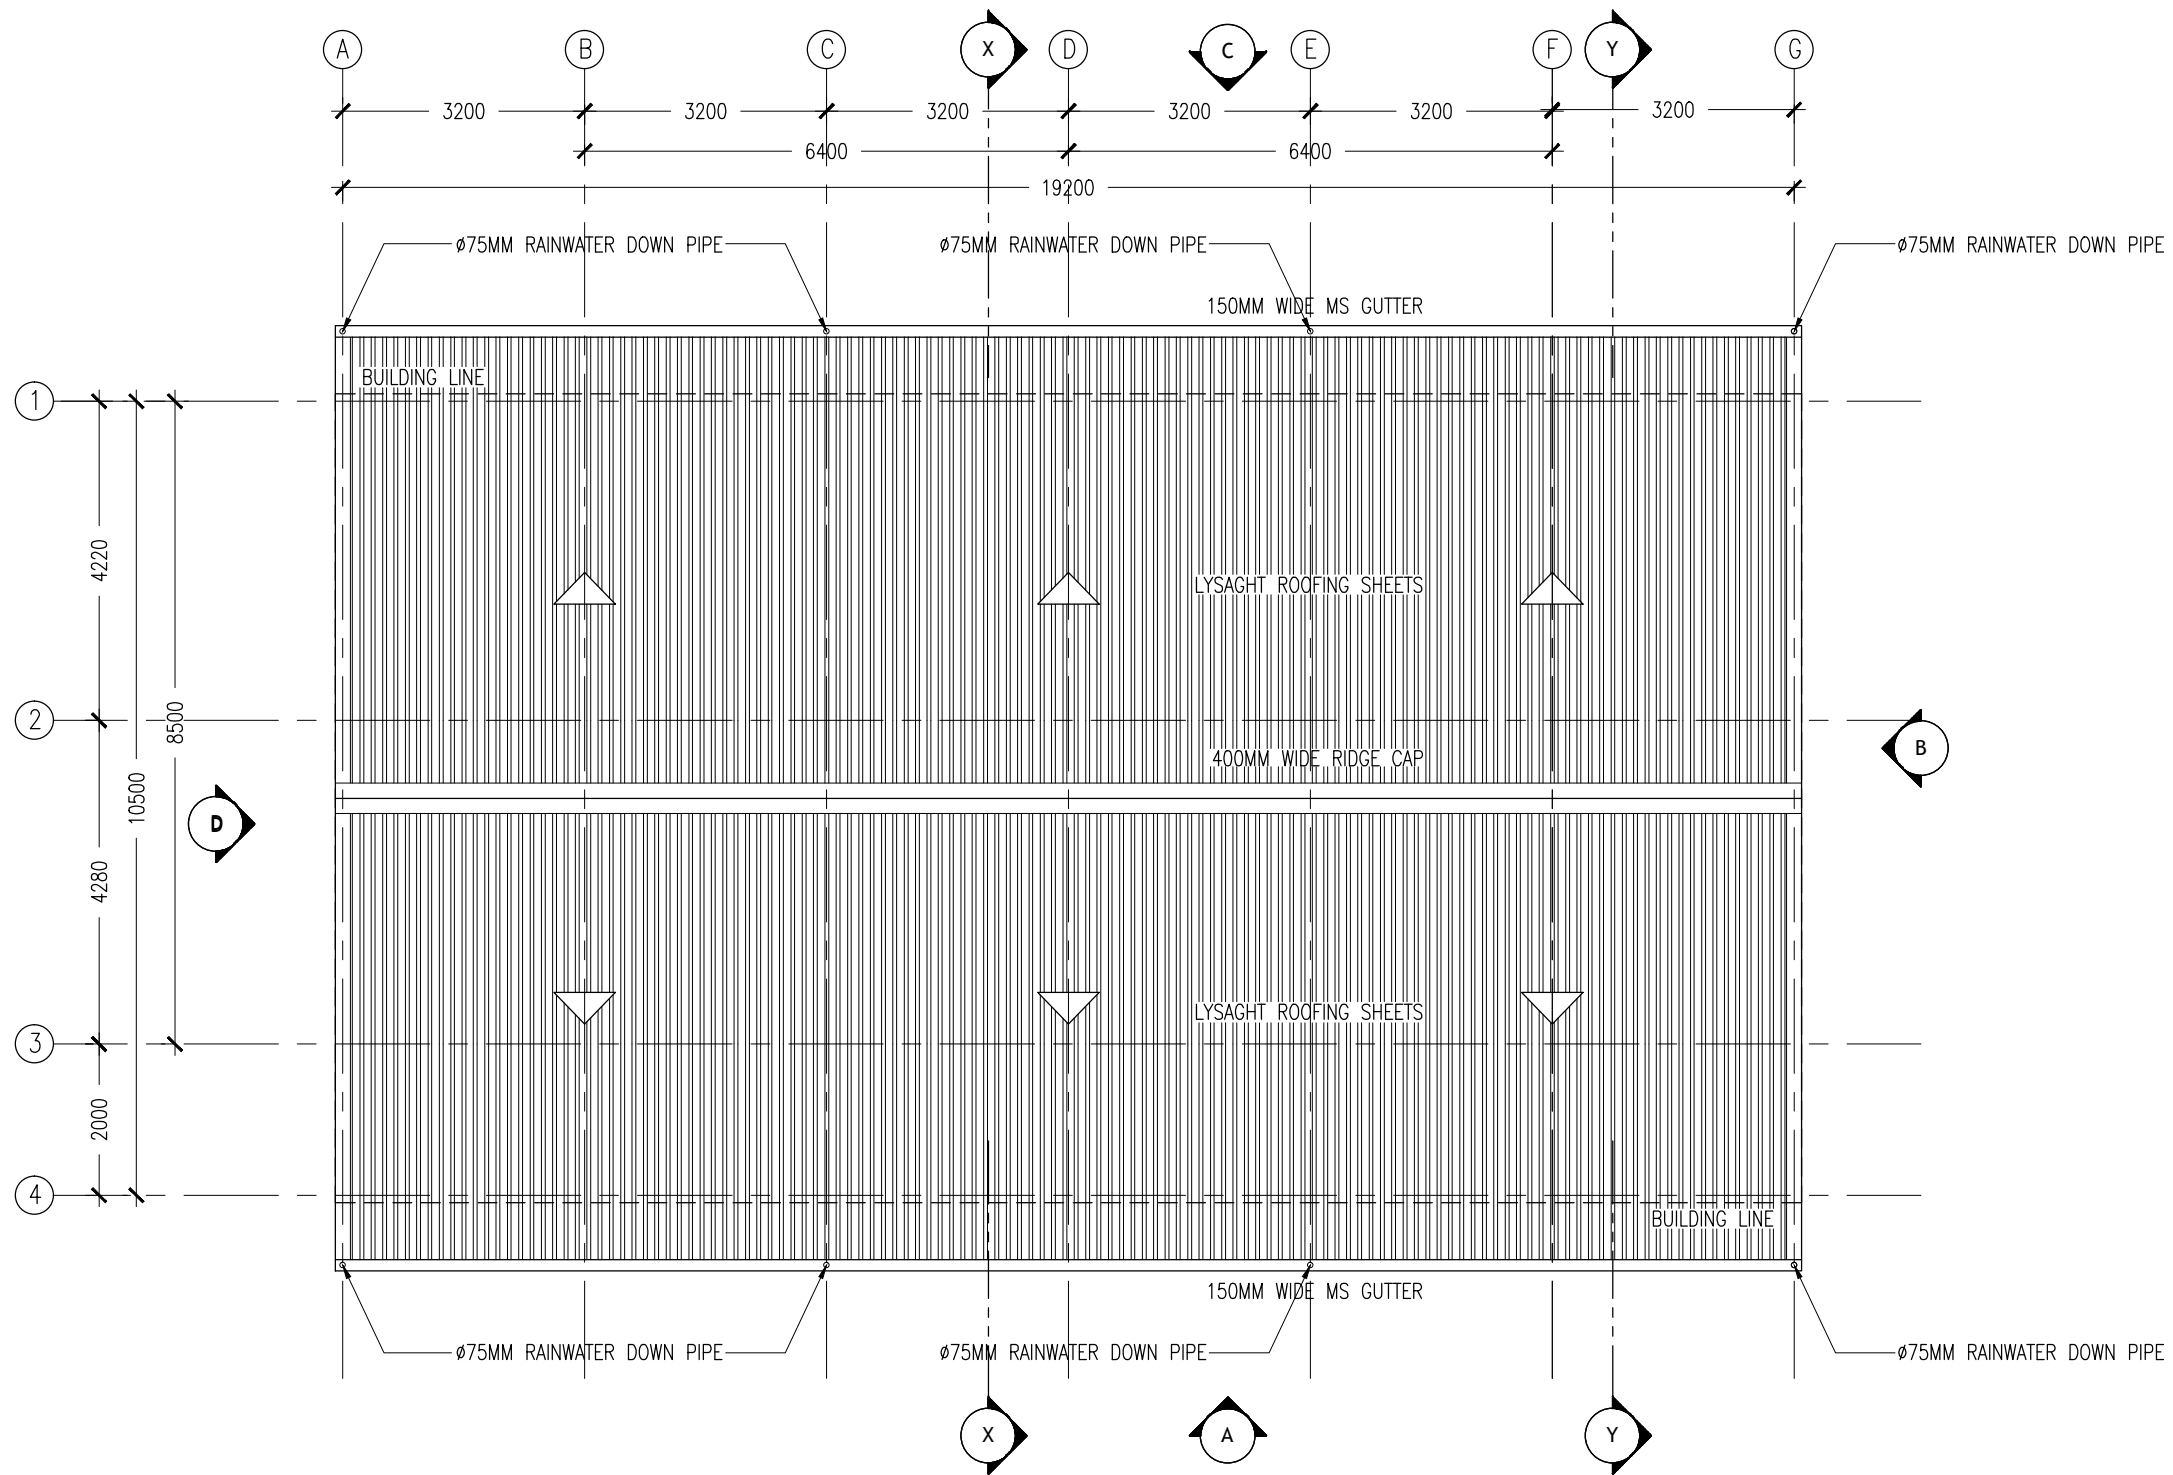 A B C X D C E F Y G
3200 3200 3200 3200 3200 3200
6400 6400
19200
Ø75MM RAINWATER DOWN PIPE Ø75MM RAINWATER DOWN PIPE Ø75MM RAINWATER DOWN PIPE
150MM WIDE MS GUTTER
BUILDING LINE
1
4220
LYSAGHT ROOFING SHEETS
2
8500
B
400MM WIDE RIDGE CAP
10500
D
4280
LYSAGHT ROOFING SHEETS
3
2000
4
BUILDING LINE
150MM WIDE MS GUTTER
Ø75MM RAINWATER DOWN PIPE Ø75MM RAINWATER DOWN PIPE Ø75MM RAINWATER DOWN PIPE
X A Y